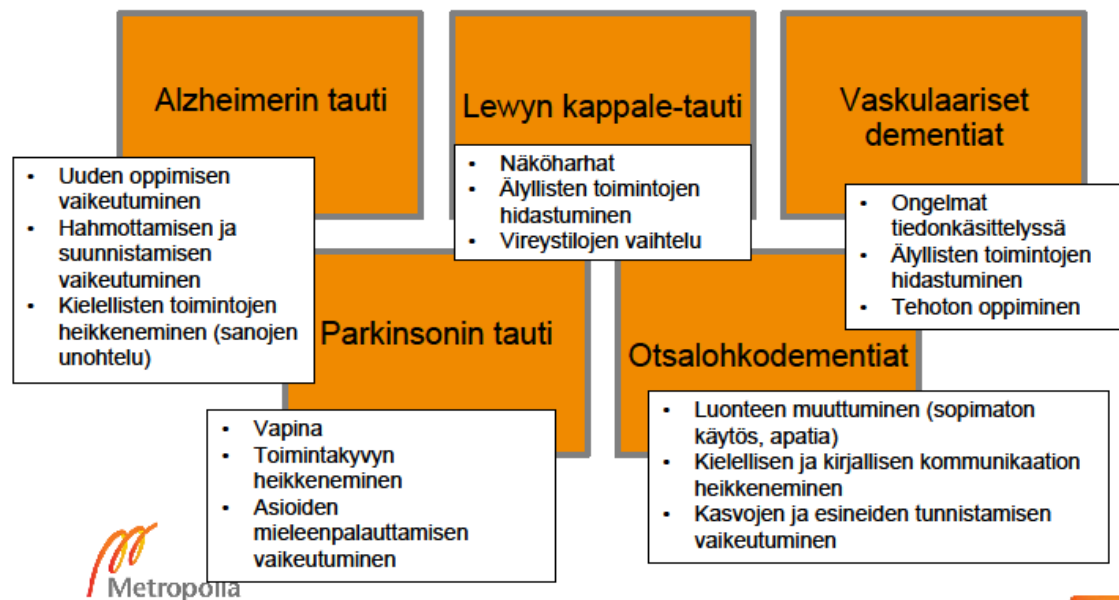 Alzheimerin tauti
• Uuden oppimisen
vaikeutuminen
• Hahmottamisen ja
suunnistamisen
vaikeutuminen
• Kielellisten toimintojen
heikkeneminen (sanojen
unohtelu)
Lewyn kappale-tauti
• Näköharhat
• Älyllisten toimintojen
hidastuminen
• Vireystilojen vaihtelu
Vaskulaariset
dementiat
• Ongelmat
tiedonkäsittelyssä
• Älyllisten toimintojen
hidastuminen
• Tehoton oppiminen
Parkinsonin tauti
• Vapina
• Toimintakyvyn
heikkeneminen
• Asioiden
mieleenpalauttamisen
vaikeutuminen
Otsalohkodementiat
• Luonteen muuttuminen (sopimaton
käytös, apatia)
• Kielellisen ja kirjallisen kommunikaation
heikkeneminen
• Kasvojen ja esineiden tunnistamisen
vaikeutuminen
Metropolia